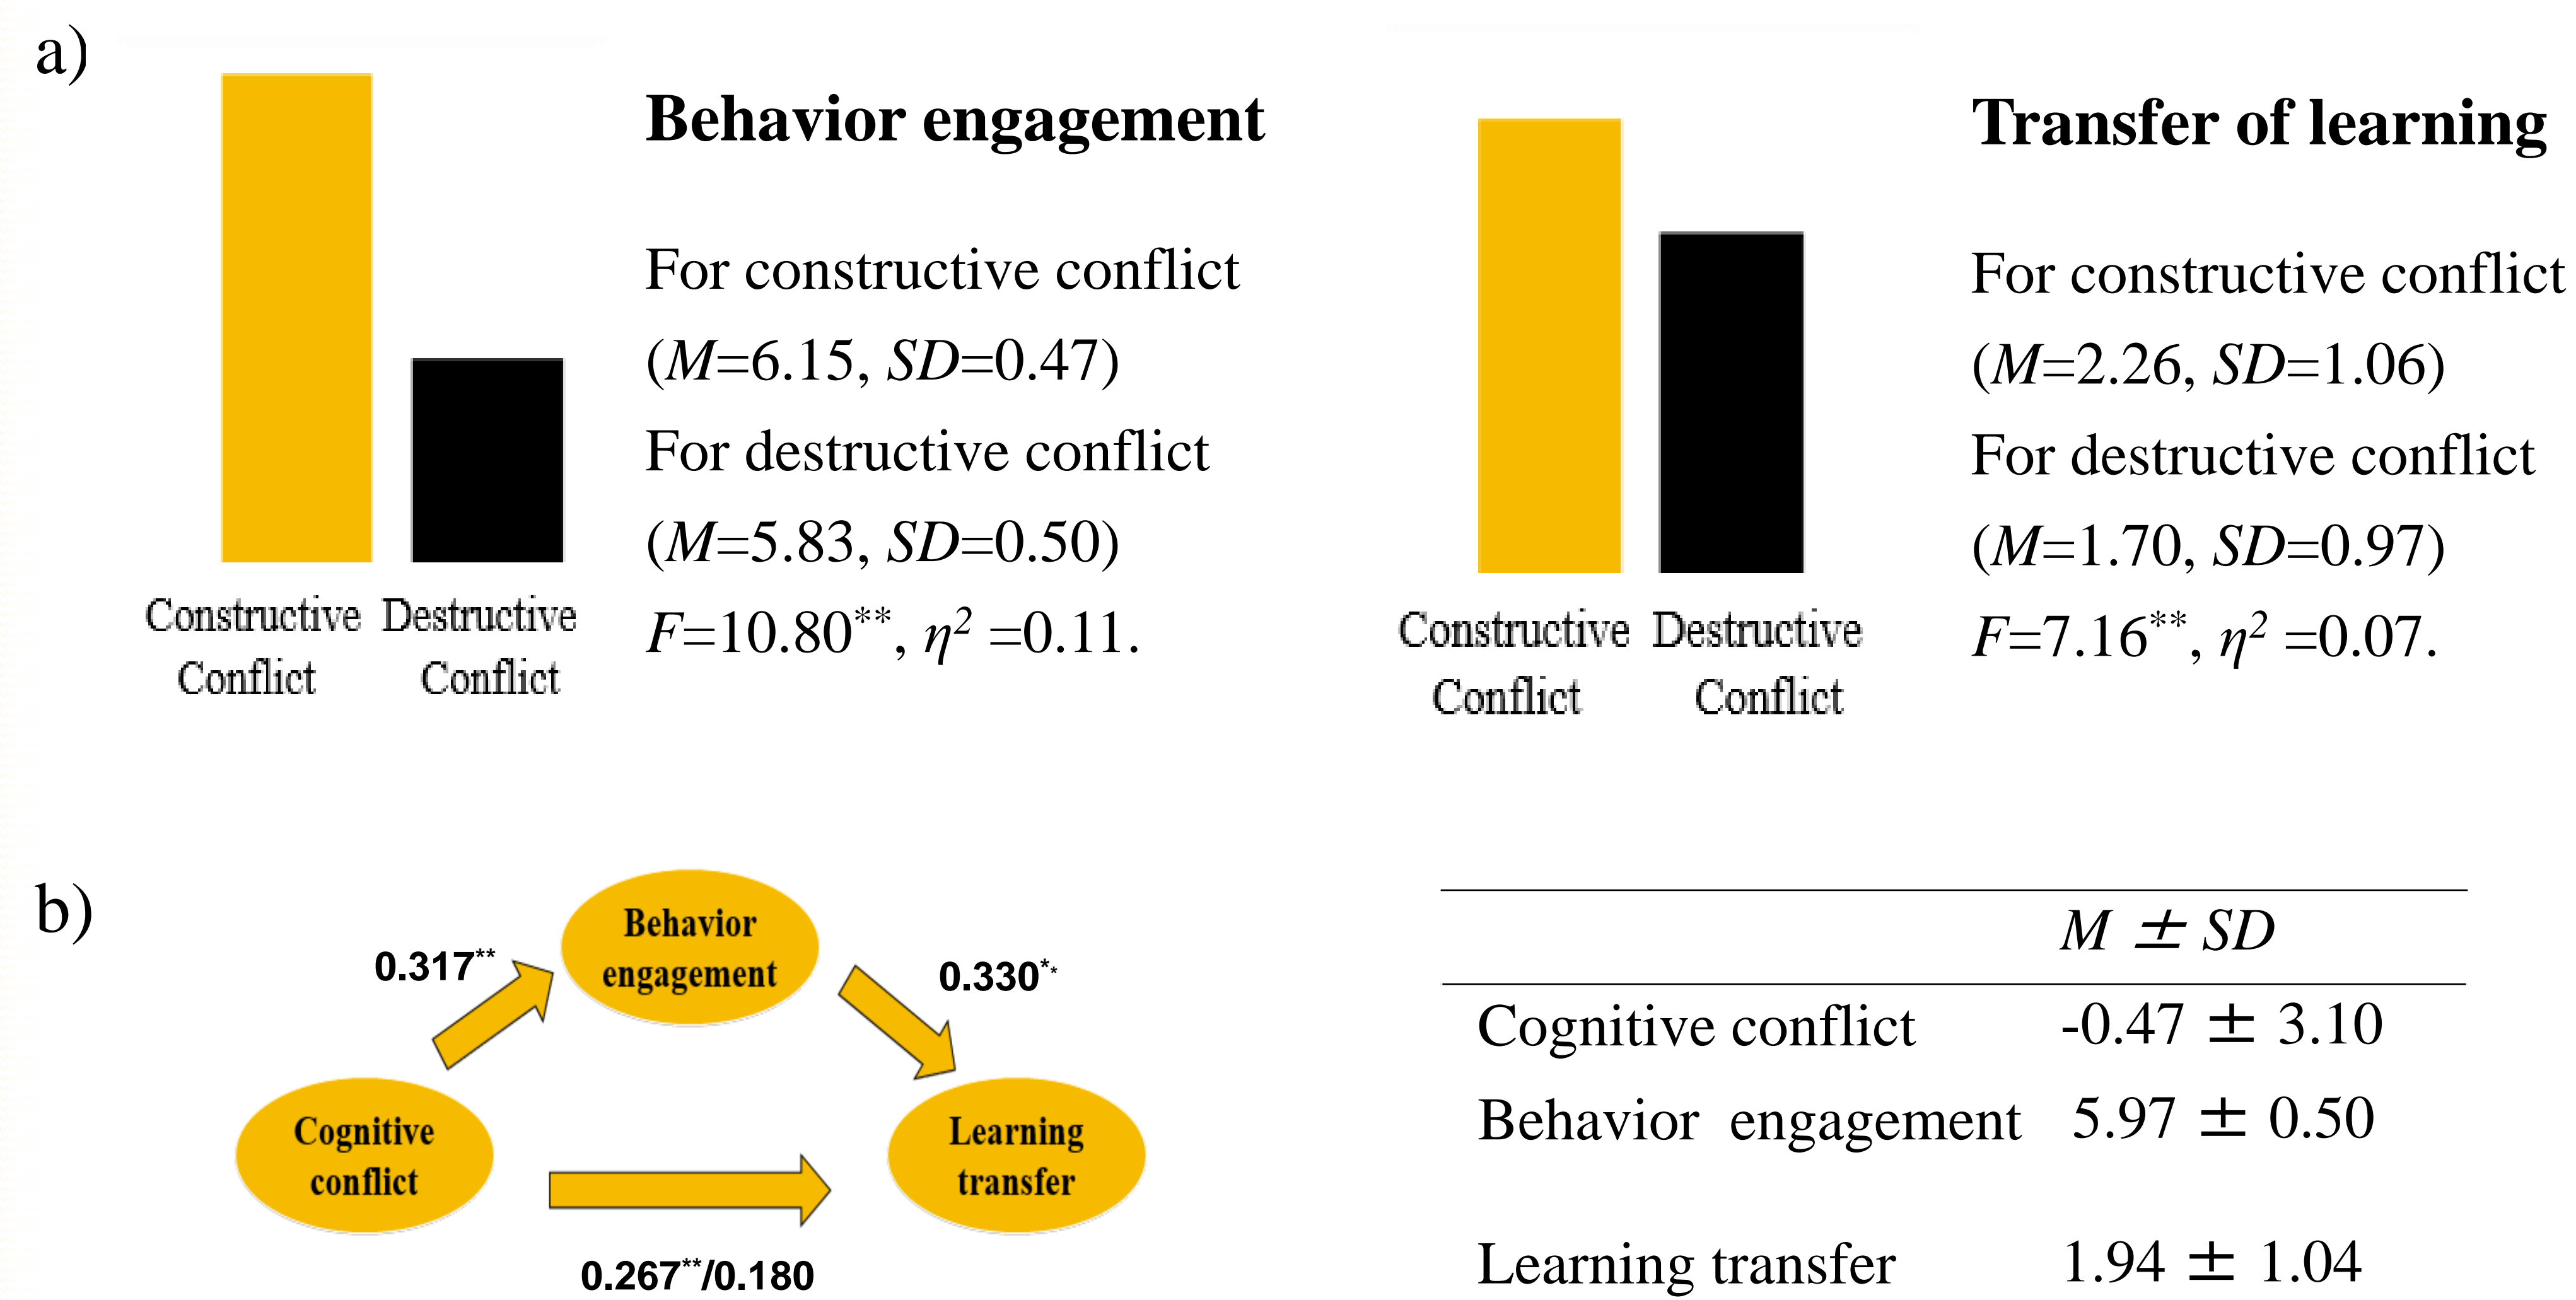 a)
Behavior engagement
For constructive conflict
(M=6.15, SD=0.47)
For destructive conflict
(M=5.83, SD=0.50)
F=10.80**, η² =0.11.
Constructive Conflict
Destructive Conflict
Transfer of learning
For constructive conflict
(M=2.26, SD=1.06)
For destructive conflict
(M=1.70, SD=0.97)
F=7.16**, η² =0.07.
Constructive Conflict
Destructive Conflict
b)
Behavior
engagement
0.317**
0.330**
Cognitive
conflict
Learning
transfer
0.267**/0.180
M ± SD
Cognitive conflict -0.47 ± 3.10
Behavior engagement 5.97 ± 0.50
Learning transfer 1.94 ± 1.04